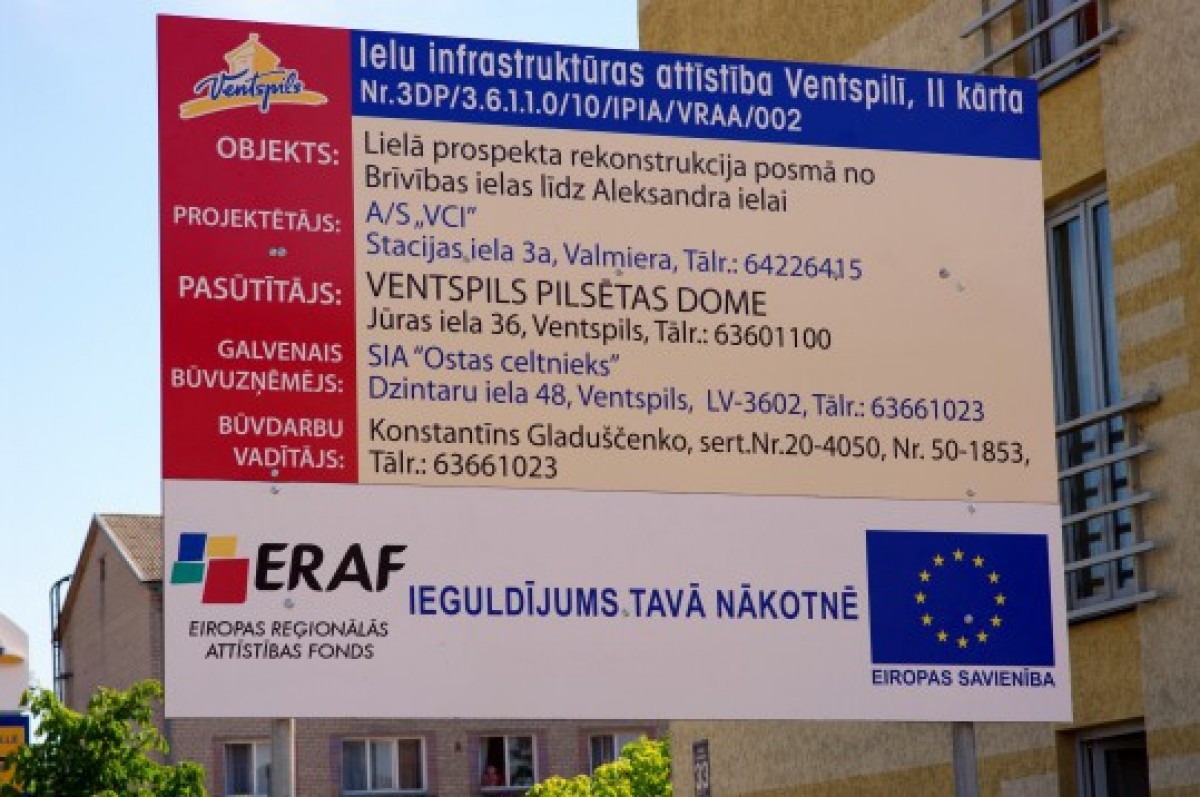 Ventspils
Ielu infrastruktūras attīstība Ventspilī, II kārta
Nr.3DP/3.6.1.1.0/10/IPIA/VRAA/002
OBJEKTS:
Lielā prospekta rekonstrukcija posmā no
Brīvības ielas līdz Aleksandra ielai
PROJEKTĒTĀJS:
A/S „VCI”
Stacijas iela 3a, Valmiera, Tālr.: 64226415
PASŪTĪTĀJS:
VENTSPILS PILSĒTAS DOME
Jūras iela 36, Ventspils, Tālr.: 63601100
GALVENAIS
BŪVUZŅĒMĒJS:
SIA “Ostas celtnieks”
Dzintaru iela 48, Ventspils, LV-3602, Tālr.: 63661023
BŪVDARBU
VADĪTĀJS:
Konstantīns Gladuščenko, sert.Nr.20-4050, Nr. 50-1853,
Tālr.: 63661023
ERAF
EIROPAS REĢIONĀLĀS
ATTĪSTĪBAS FONDS
IEGULDĪJUMS TAVĀ NĀKOTNĒ
EIROPAS SAVIENĪBA
33